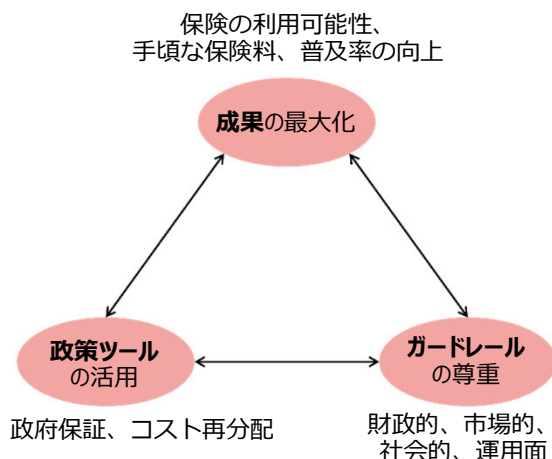 保険の利用可能性、
手頃な保険料、普及率の向上
成果の最大化
政策ツール
の活用
ガードレール
の尊重
政府保証、コスト再分配
財政的、市場的、
社会的、運用面